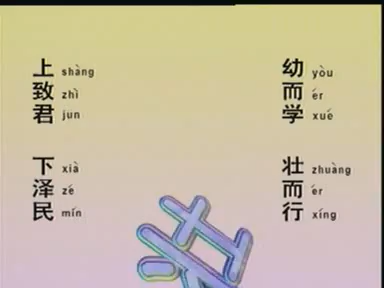 幼 yòu
而 ér
学 xué
壮 zhuàng
而 ér
行 xíng
上 shàng
致 zhì
君 jun
下 xià
泽 zé
民 mín